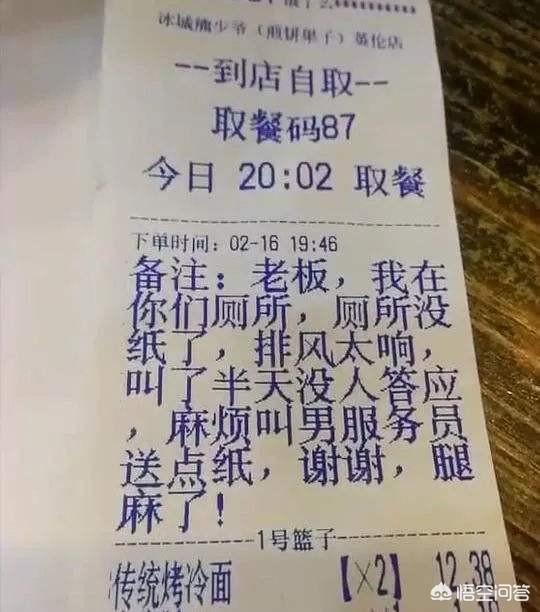 冰城熊少爷(煎饼果子)英伦店
--到店自取--
取餐码87
今日 20:02 取餐
下单时间: 02-16 19:46
备注: 老板, 我在
你们厕所, 厕所没
纸了, 排风太响,
叫了半天没人答应
, 麻烦叫男服务员
送点纸, 谢谢, 腿
麻了!
1号篮子
传统烤冷面 【×2】 12.38
悟空问答